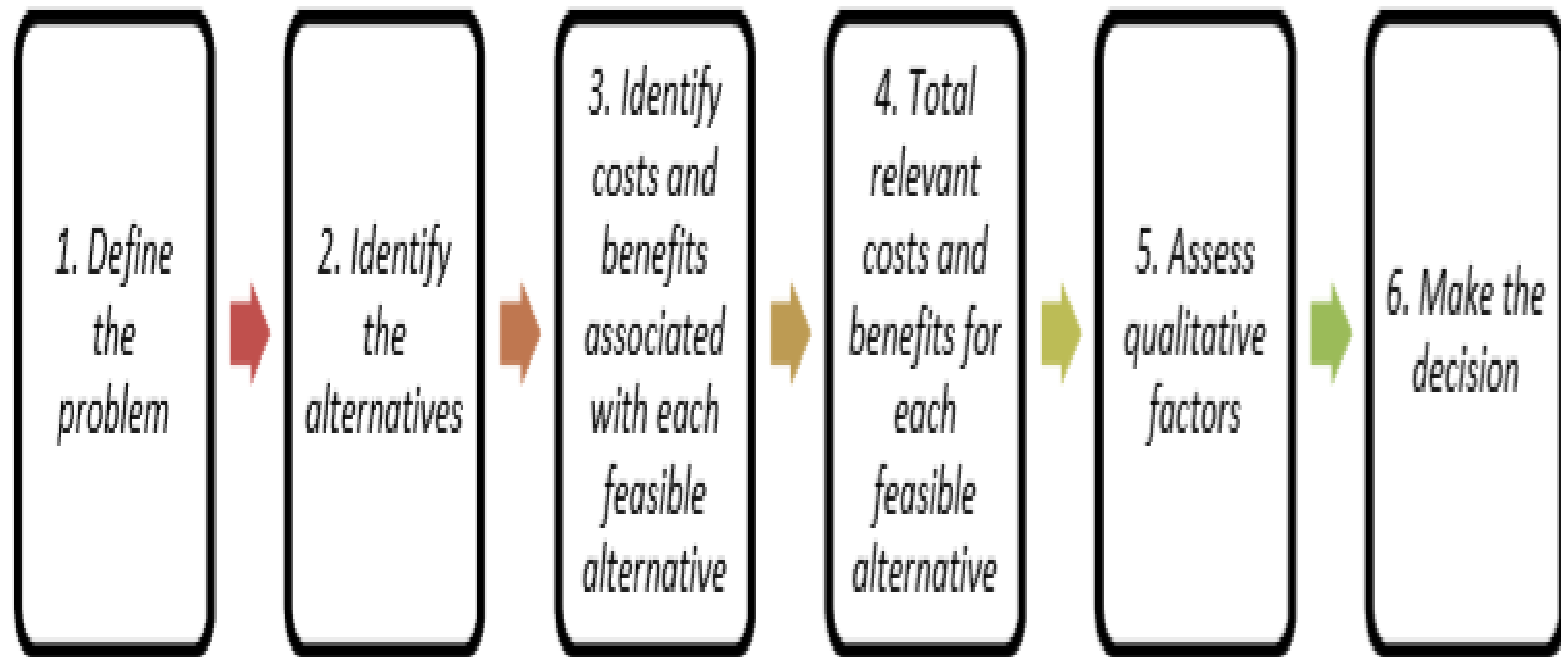 1. Define
the
problem
2. Identify
the
alternatives
3. Identify
costs and
benefits
associated
with each
feasible
alternative
4. Total
relevant
costs and
benefits for
each
feasible
alternative
5. Assess
qualitative
factors
6. Make the
decision